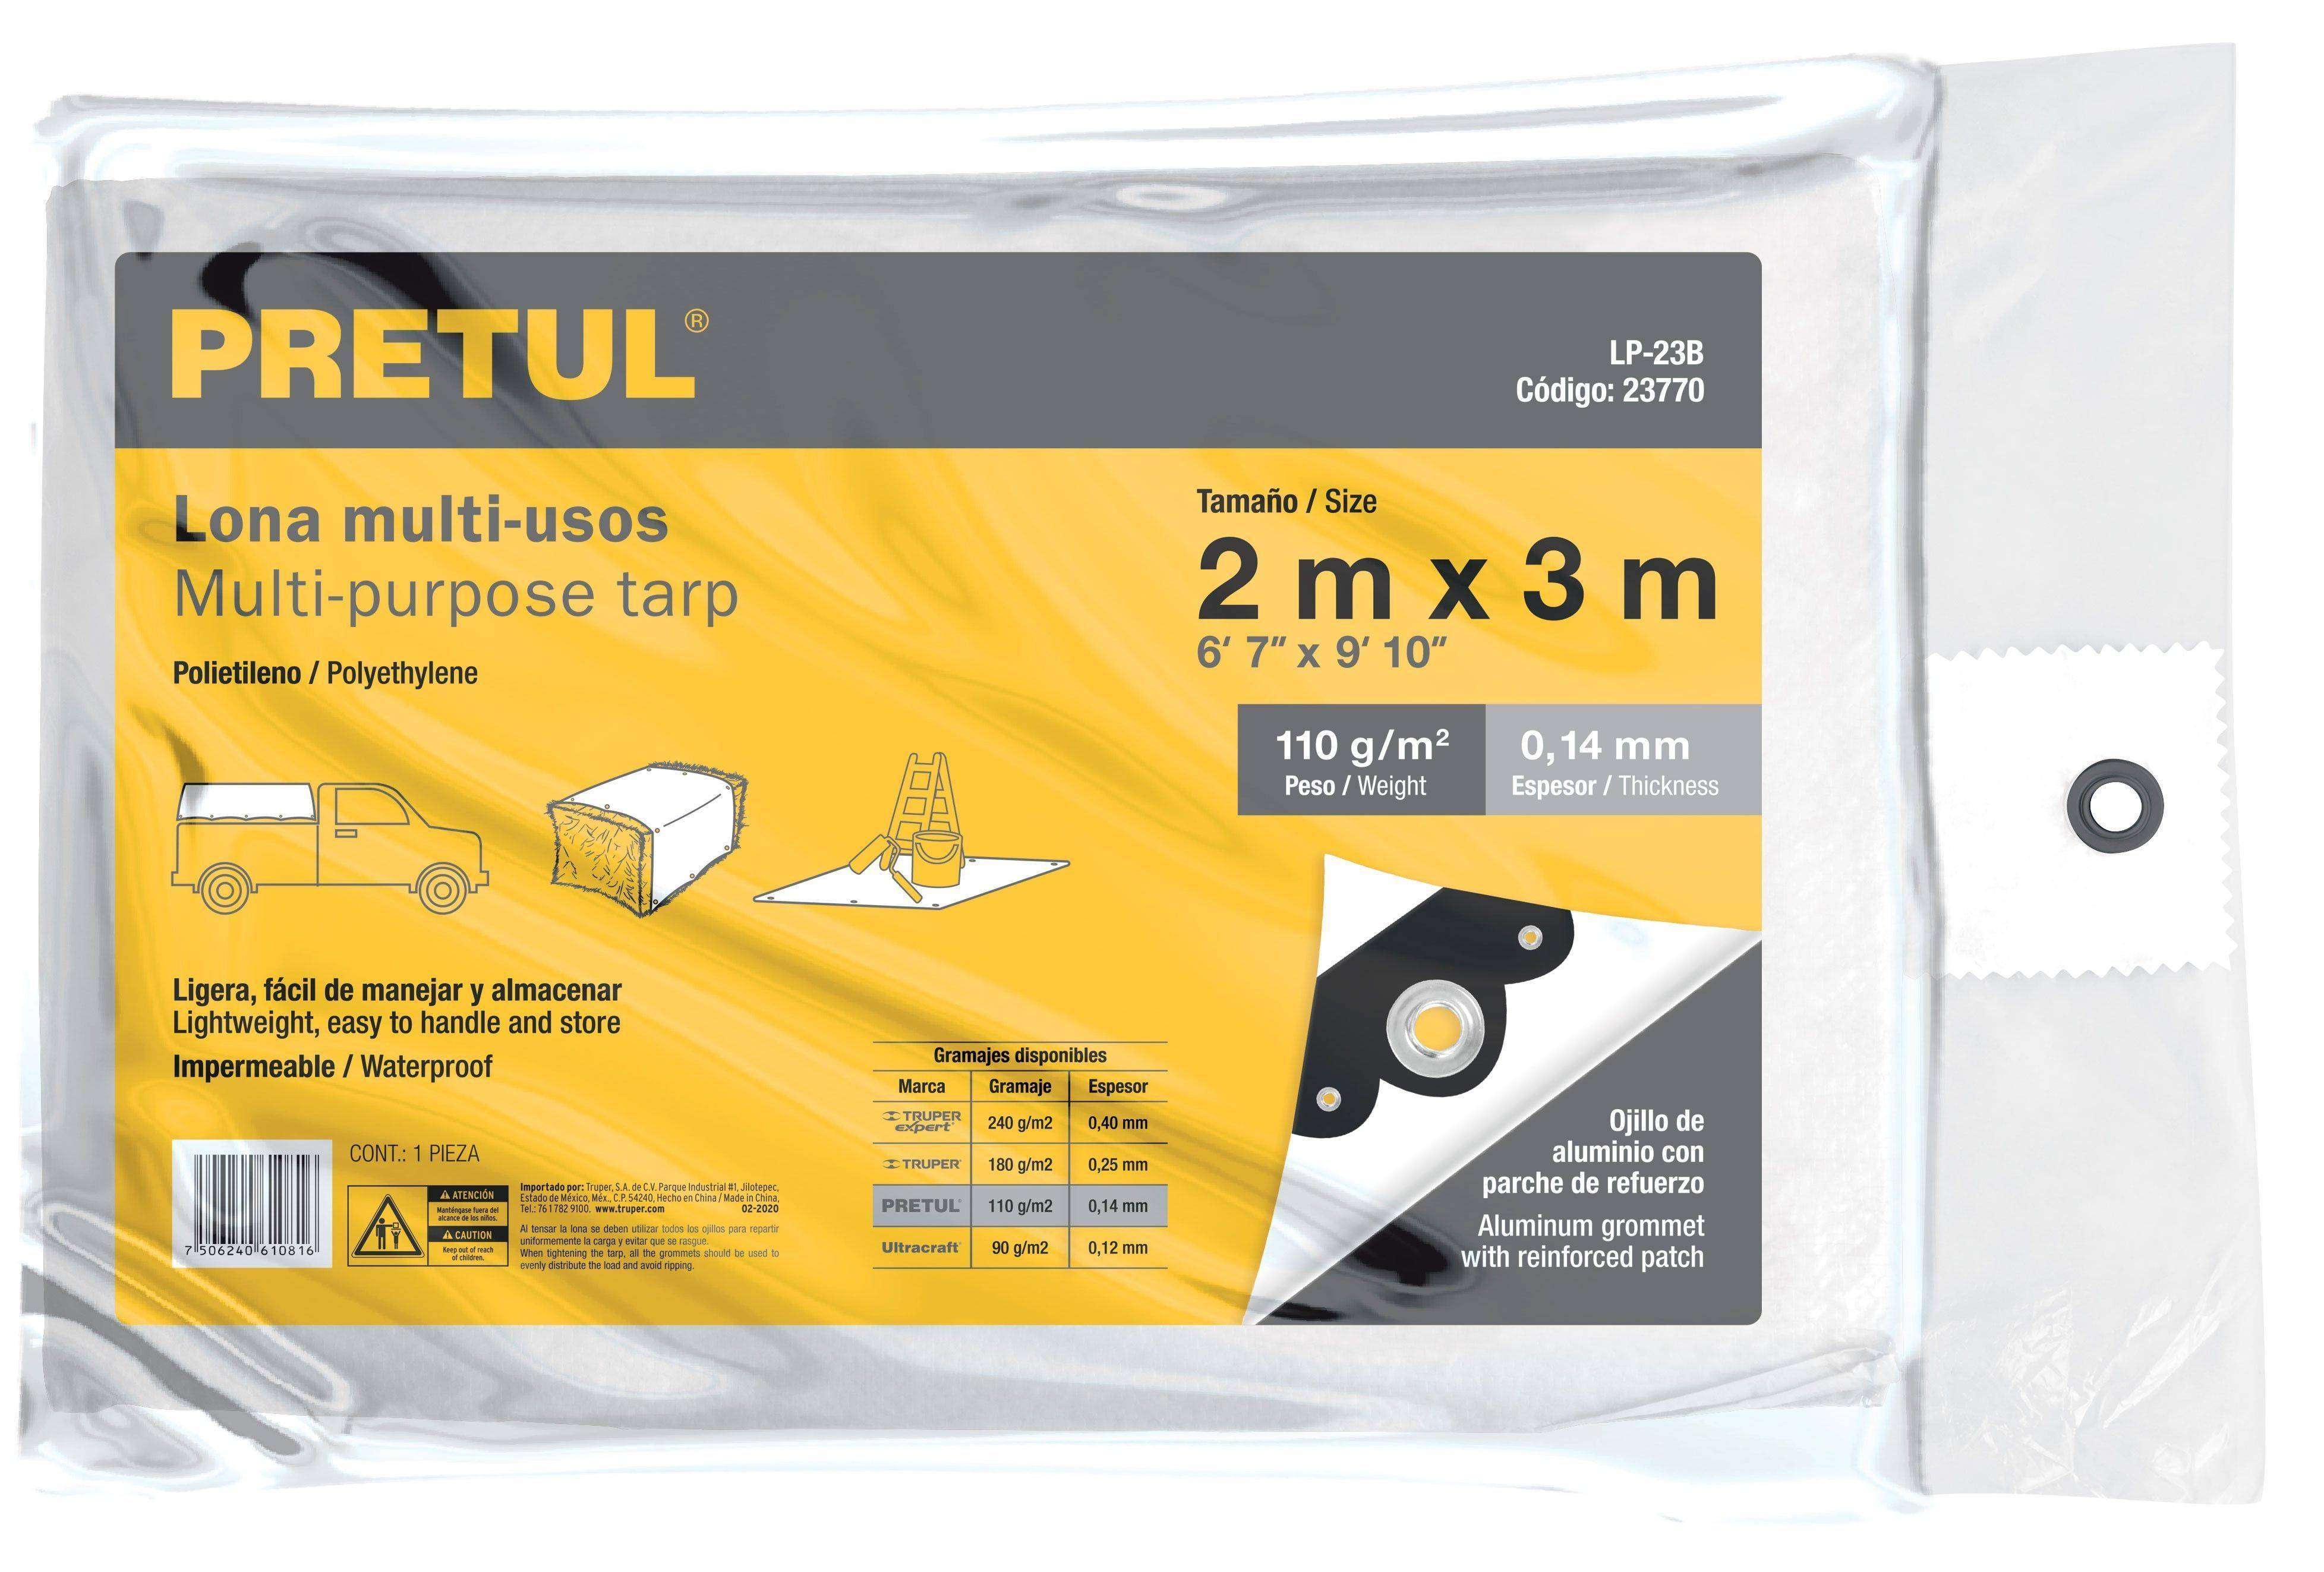 PRETUL®
LP-23B
Código: 23770
Lona multi-usos
Multi-purpose tarp
Polietileno / Polyethylene
Tamaño / Size
2 m x 3 m
6' 7" x 9' 10"
110 g/m²
Peso / Weight
0,14 mm
Espesor / Thickness
Ligera, fácil de manejar y almacenar
Lightweight, easy to handle and store
Impermeable / Waterproof
Gramajes disponibles
Marca Gramaje Espesor
TRUPER expert® 240 g/m2 0,40 mm
TRUPER® 180 g/m2 0,25 mm
PRETUL® 110 g/m2 0,14 mm
Ultracraft® 90 g/m2 0,12 mm
Ojillo de
aluminio con
parche de refuerzo
Aluminum grommet
with reinforced patch
CONT.: 1 PIEZA
7 506240 610816
ATENCIÓN
Manténgase fuera del
alcance de los niños.
CAUTION
Keep out of reach
of children.
Importado por: Truper, S.A. de C.V. Parque Industrial #1, Jilotepec,
Estado de México, Méx., C.P. 54240, Hecho en China / Made in China,
Tel.: 761 782 9100. www.truper.com 02-2020
Al tensar la lona se deben utilizar todos los ojillos para repartir
uniformemente la carga y evitar que se rasgue.
When tightening the tarp, all the grommets should be used to
evenly distribute the load and avoid ripping.